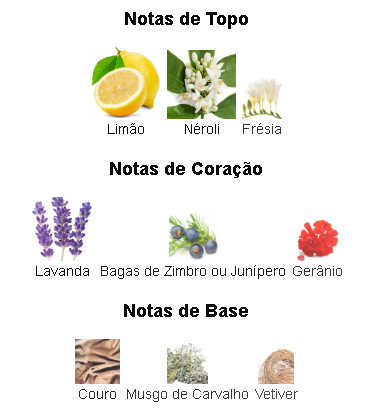 Notas de Topo
Limão Néroli Frésia
Notas de Coração
Lavanda Bagas de Zimbro ou Junípero Gerânio
Notas de Base
Couro Musgo de Carvalho Vetiver